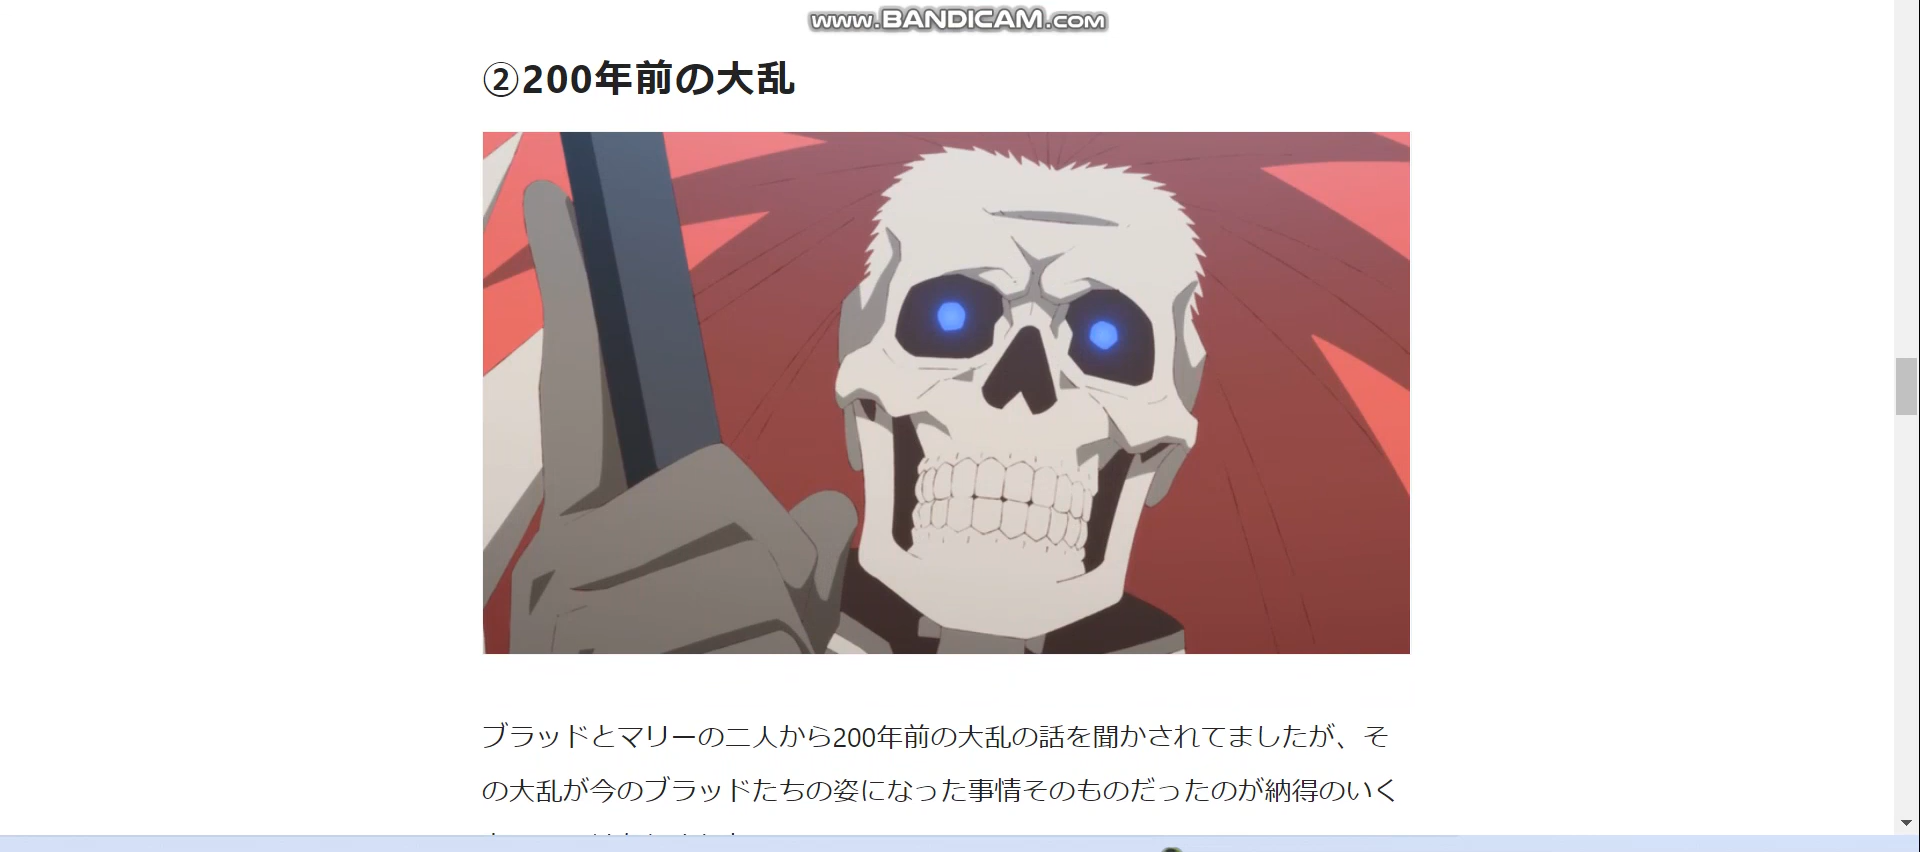 www.BANDICAM.com
②200年前の大乱
ブラッドとマリーの二人から200年前の大乱の話を聞かされてましたが、そ
の大乱が今のブラッドたちの姿になった事情そのものだったのが納得のいく